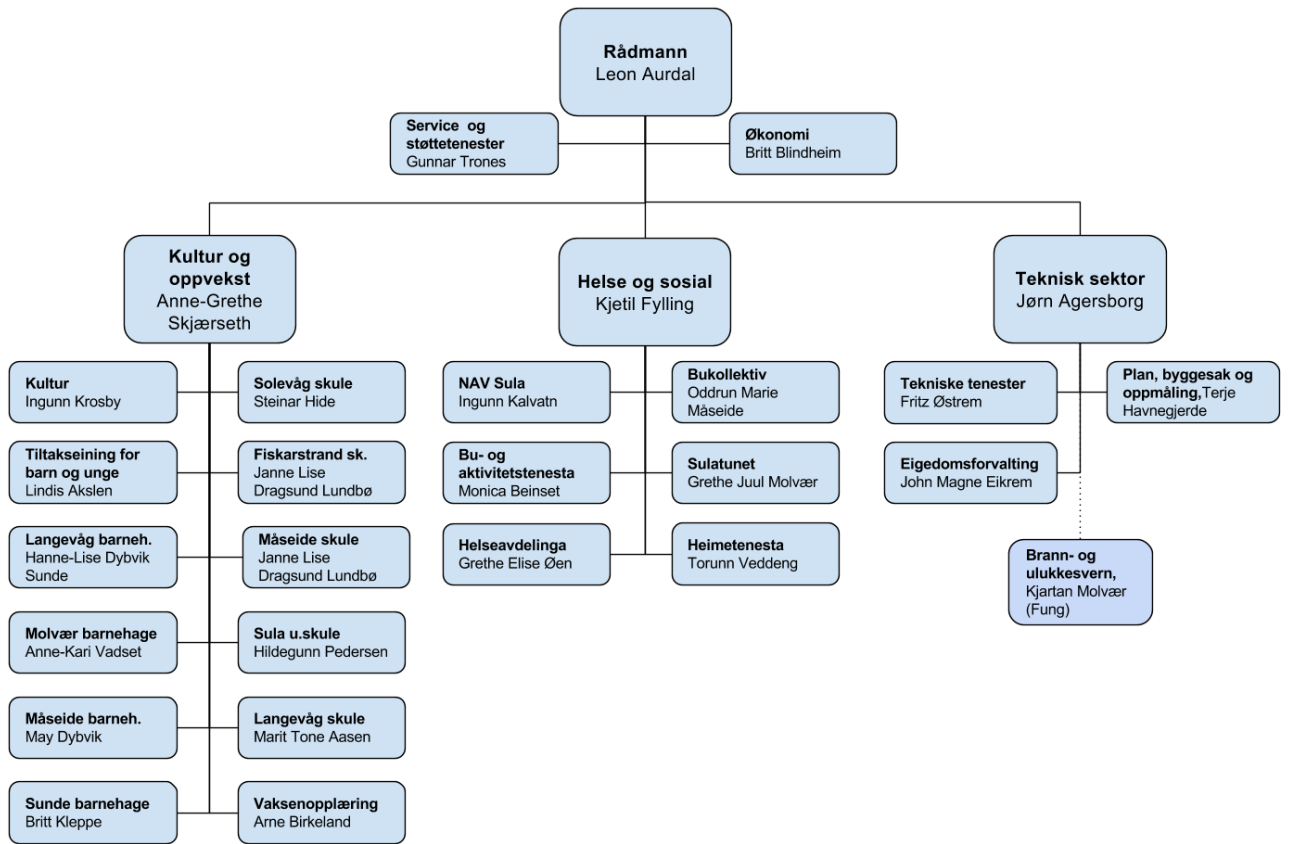 Rådmann
Leon Aurdal
Service og
støttetenester
Gunnar Trones
Økonomi
Britt Blindheim
Kultur og
oppvekst
Anne-Grethe
Skjærseth
Helse og sosial
Kjetil Fylling
Teknisk sektor
Jørn Agersborg
Kultur
Ingunn Krosby
Solevåg skule
Steinar Hide
Tiltakseining for
barn og unge
Lindis Akslen
Fiskarstrand sk.
Janne Lise
Dragsund Lundbø
Langevåg barneh.
Hanne-Lise Dybvik
Sunde
Måseide skule
Janne Lise
Dragsund Lundbø
Molvær barnehage
Anne-Kari Vadset
Sula u.skule
Hildegunn Pedersen
Måseide barneh.
May Dybvik
Langevåg skule
Marit Tone Aasen
Sunde barnehage
Britt Kleppe
Vaksenopplæring
Arne Birkeland
NAV Sula
Ingunn Kalvatn
Bukollektiv
Oddrun Marie
Måseide
Bu- og
aktivitetstenesta
Monica Beinset
Sulatunet
Grethe Juul Molvær
Helseavdelinga
Grethe Elise Øen
Heimetenesta
Torunn Veddeng
Tekniske tenester
Fritz Østrem
Plan, byggesak og
oppmåling,Terje
Havnegjerde
Eigedomsforvalting
John Magne Eikrem
Brann- og
ulukkesvern,
Kjartan Molvær
(Fung)